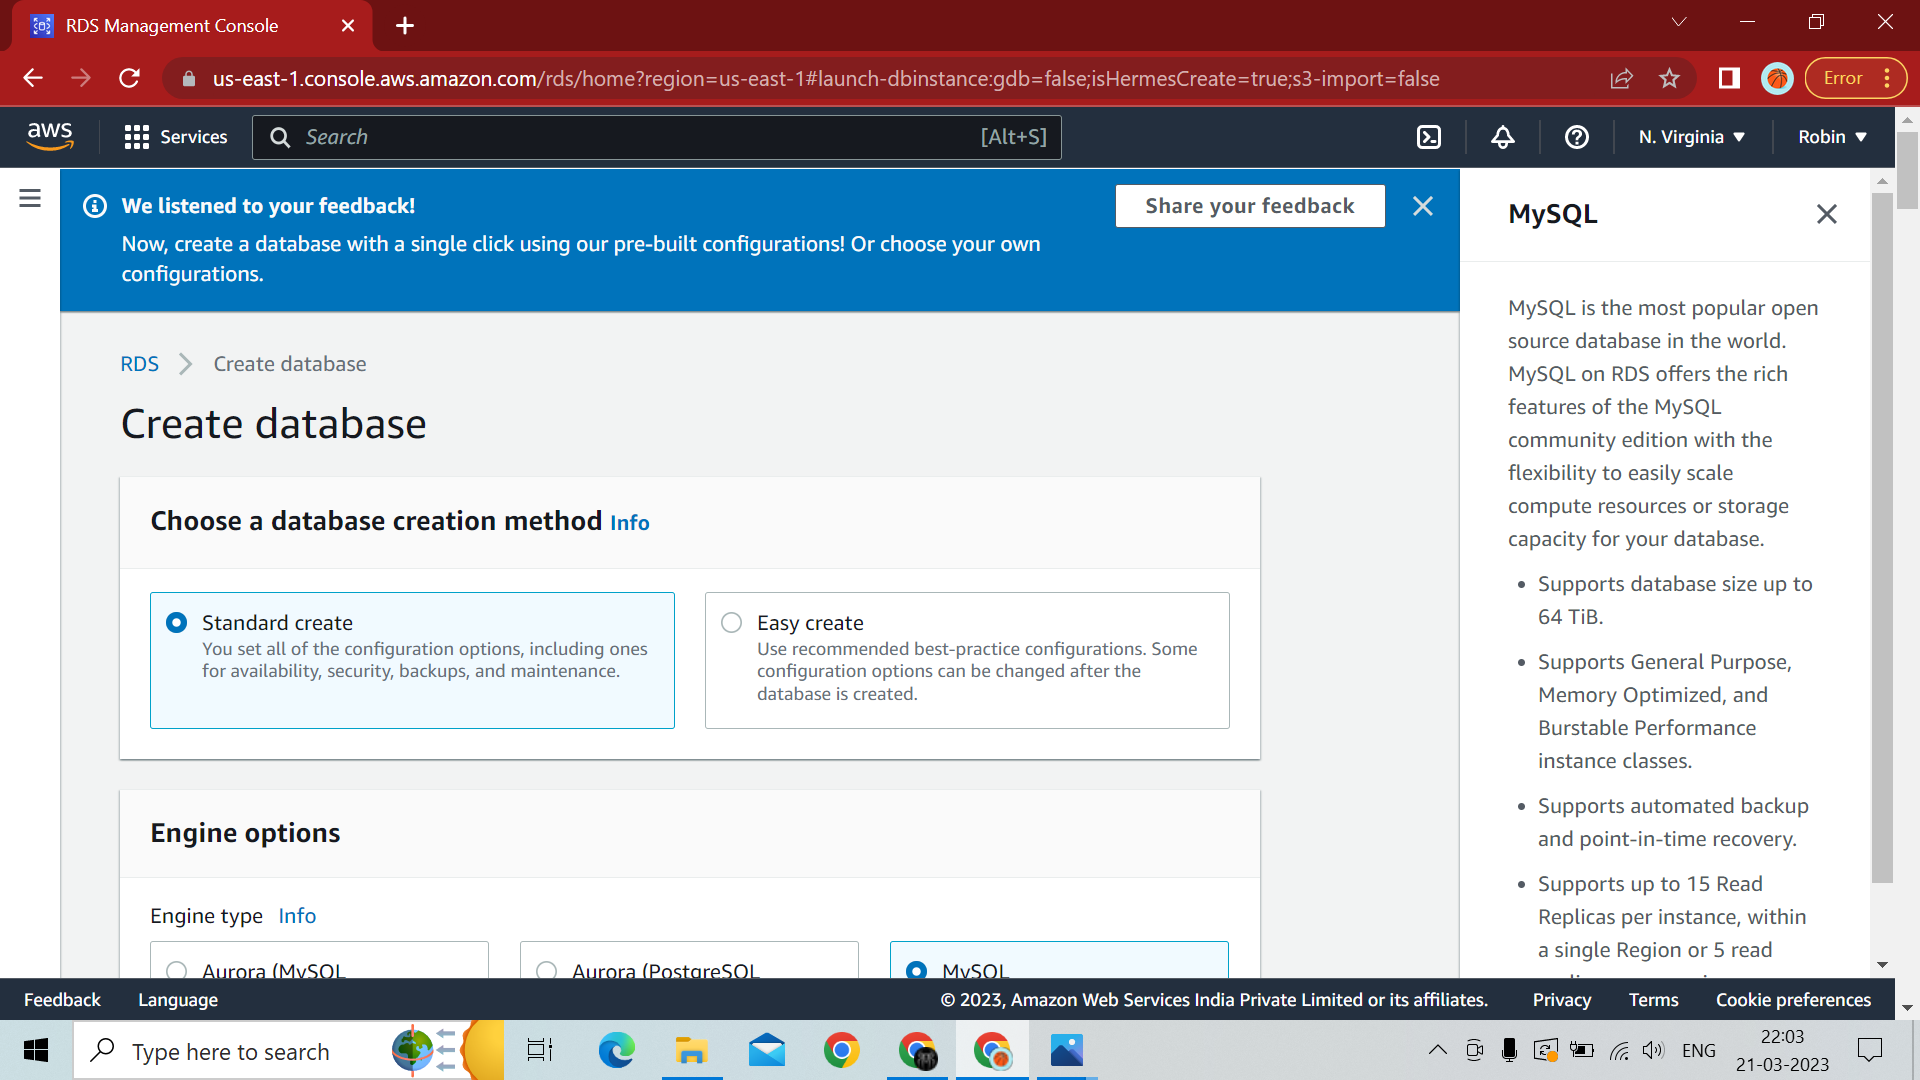 RDS Management Console
us-east-1.console.aws.amazon.com/rds/home?region=us-east-1#launch-dbinstance:gdb=false;isHermesCreate=true;s3-import=false
Error
aws
Services
Search
[Alt+S]
N. Virginia
Robin
We listened to your feedback!
Now, create a database with a single click using our pre-built configurations! Or choose your own
configurations.
Share your feedback
RDS
Create database
Create database
Choose a database creation method Info
Standard create
You set all of the configuration options, including ones
for availability, security, backups, and maintenance.
Easy create
Use recommended best-practice configurations. Some
configuration options can be changed after the
database is created.
Engine options
Engine type Info
Aurora (MySQL
Aurora (PostgreSQL
MySQL
MySQL
MySQL is the most popular open
source database in the world.
MySQL on RDS offers the rich
features of the MySQL
community edition with the
flexibility to easily scale
compute resources or storage
capacity for your database.
• Supports database size up to
64 TiB.
• Supports General Purpose,
Memory Optimized, and
Burstable Performance
instance classes.
• Supports automated backup
and point-in-time recovery.
• Supports up to 15 Read
Replicas per instance, within
a single Region or 5 read
Feedback
Language
© 2023, Amazon Web Services India Private Limited or its affiliates.
Privacy
Terms
Cookie preferences
Type here to search
ENG
22:03
21-03-2023